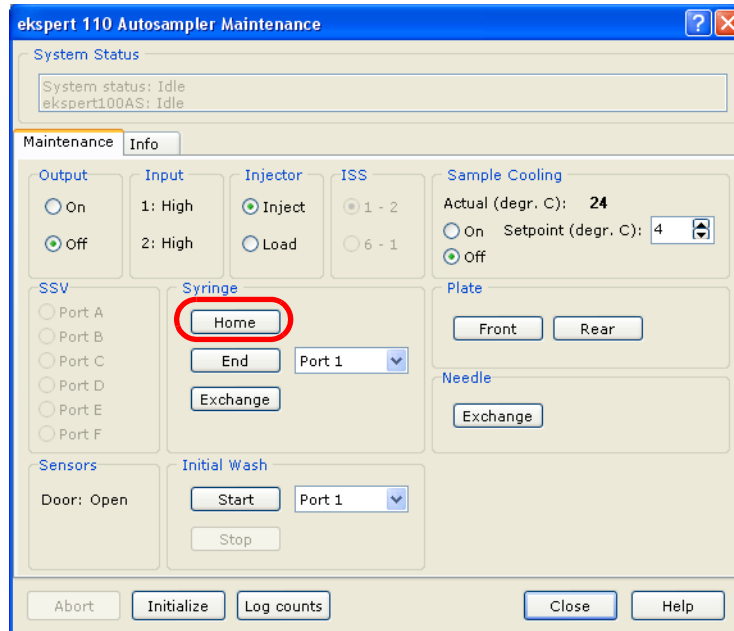 ekspert 110 Autosampler Maintenance
System Status
System status: Idle
ekspert100AS: Idle
Maintenance Info
Output
On
Off
Input
1: High
2: High
Injector
Inject
Load
ISS
1 - 2
6 - 1
Sample Cooling
Actual (degr. C): 24
On Setpoint (degr. C): 4
Off
SSV
Port A
Port B
Port C
Port D
Port E
Port F
Syringe
Home
End Port 1
Exchange
Plate
Front Rear
Needle
Exchange
Sensors
Door: Open
Initial Wash
Start Port 1
Stop
Abort Initialize Log counts Close Help